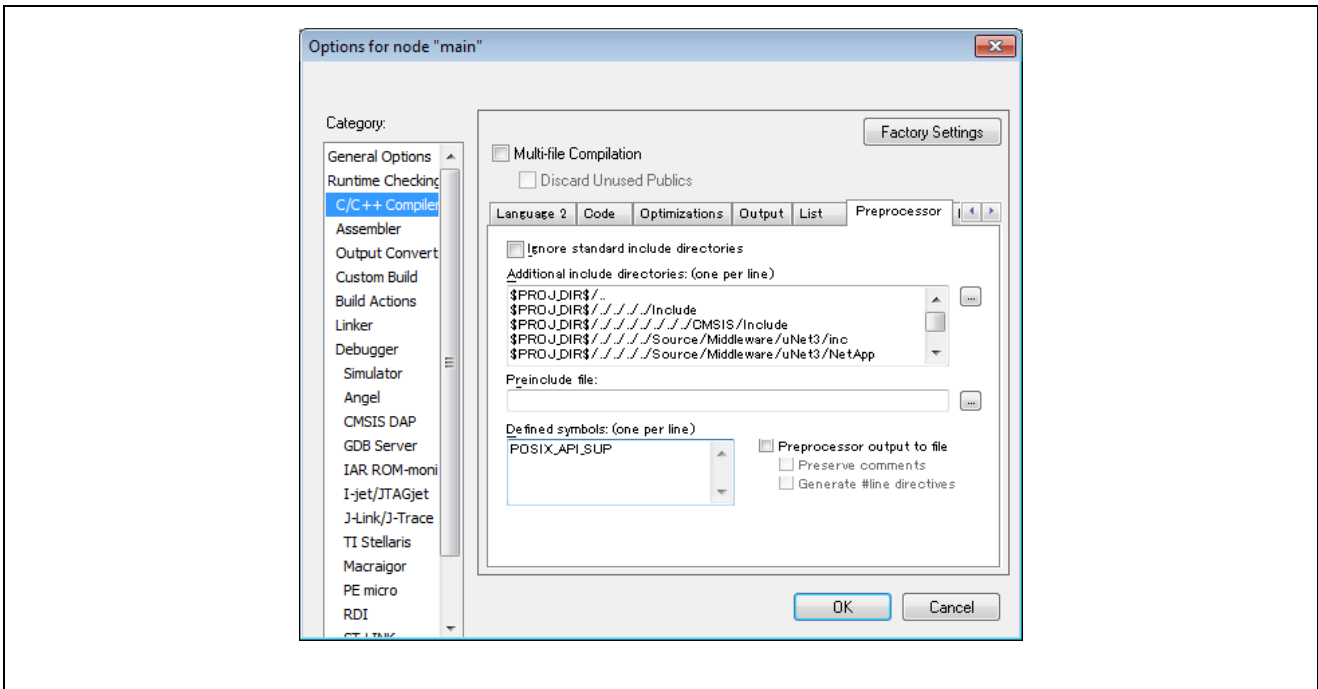 Options for node "main"
Category:
Factory Settings
General Options
Runtime Checking
C/C++ Compiler
Assembler
Output Convert
Custom Build
Build Actions
Linker
Debugger
Simulator
Angel
CMSIS DAP
GDB Server
IAR ROM-moni
I-jet/JTAGjet
J-Link/J-Trace
TI Stellaris
Macraigor
PE micro
RDI
ST-LINK
Multi-file Compilation
Discard Unused Publics
Language 2 Code Optimizations Output List Preprocessor
Ignore standard include directories
Additional include directories: (one per line)
$PROJ_DIR$/..
$PROJ_DIR$/../../../../Include
$PROJ_DIR$/../../../../../../../CMSIS/Include
$PROJ_DIR$/../../../../Source/Middleware/uNet3/inc
$PROJ_DIR$/../../../../Source/Middleware/uNet3/NetApp
...
Preinclude file:
...
Defined symbols: (one per line)
POSIX_API_SUP
Preprocessor output to file
Preserve comments
Generate #line directives
OK Cancel